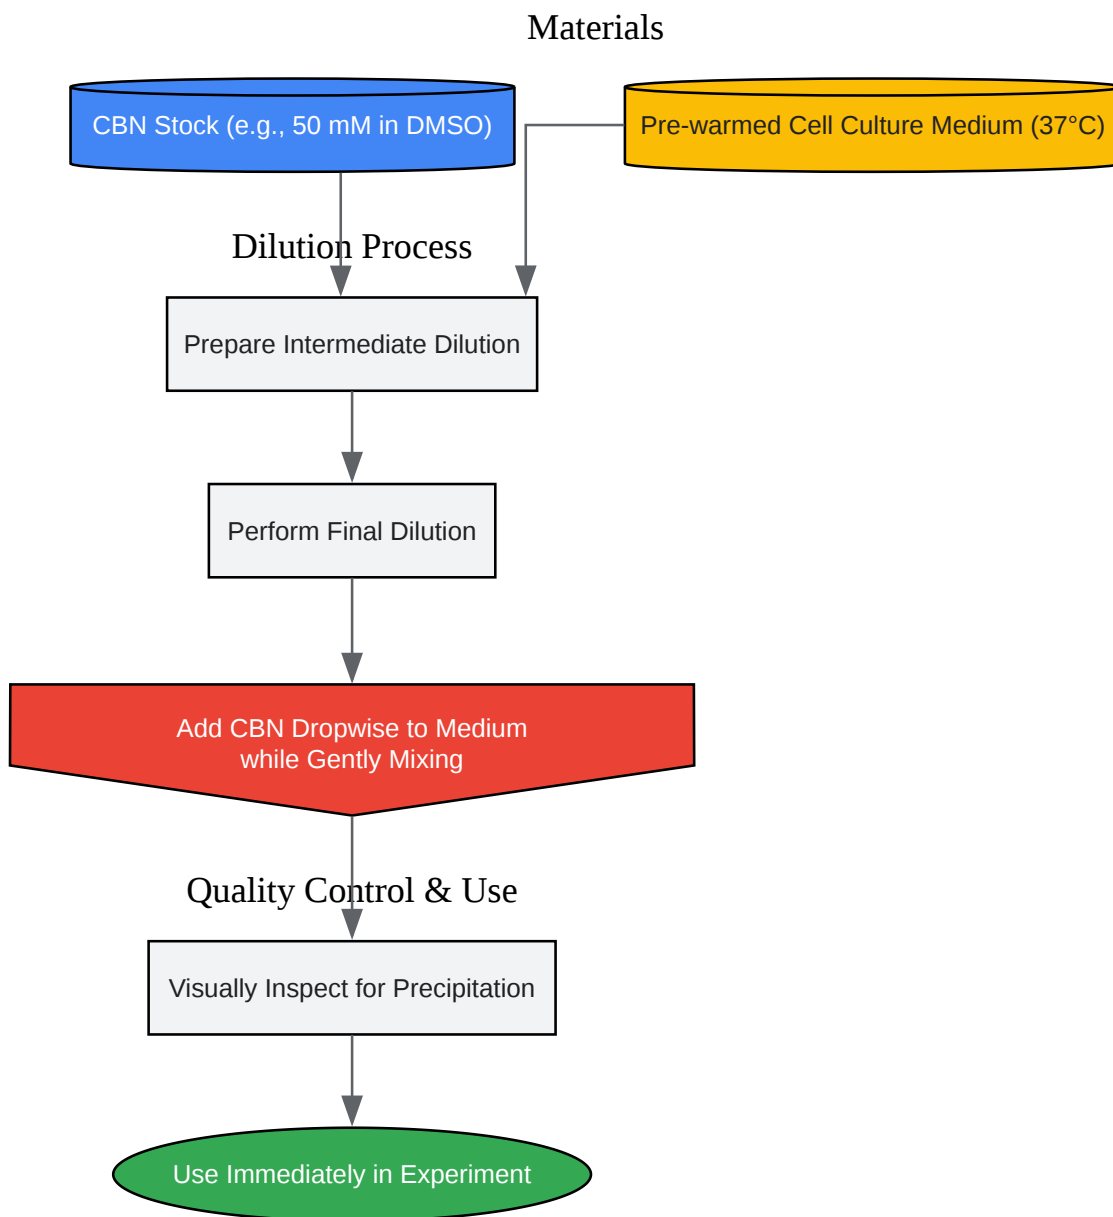 Materials
CBN Stock (e.g., 50 mM in DMSO)
Pre-warmed Cell Culture Medium (37°C)
Dilution Process
Prepare Intermediate Dilution
Perform Final Dilution
Add CBN Dropwise to Medium
while Gently Mixing
Quality Control & Use
Visually Inspect for Precipitation
Use Immediately in Experiment